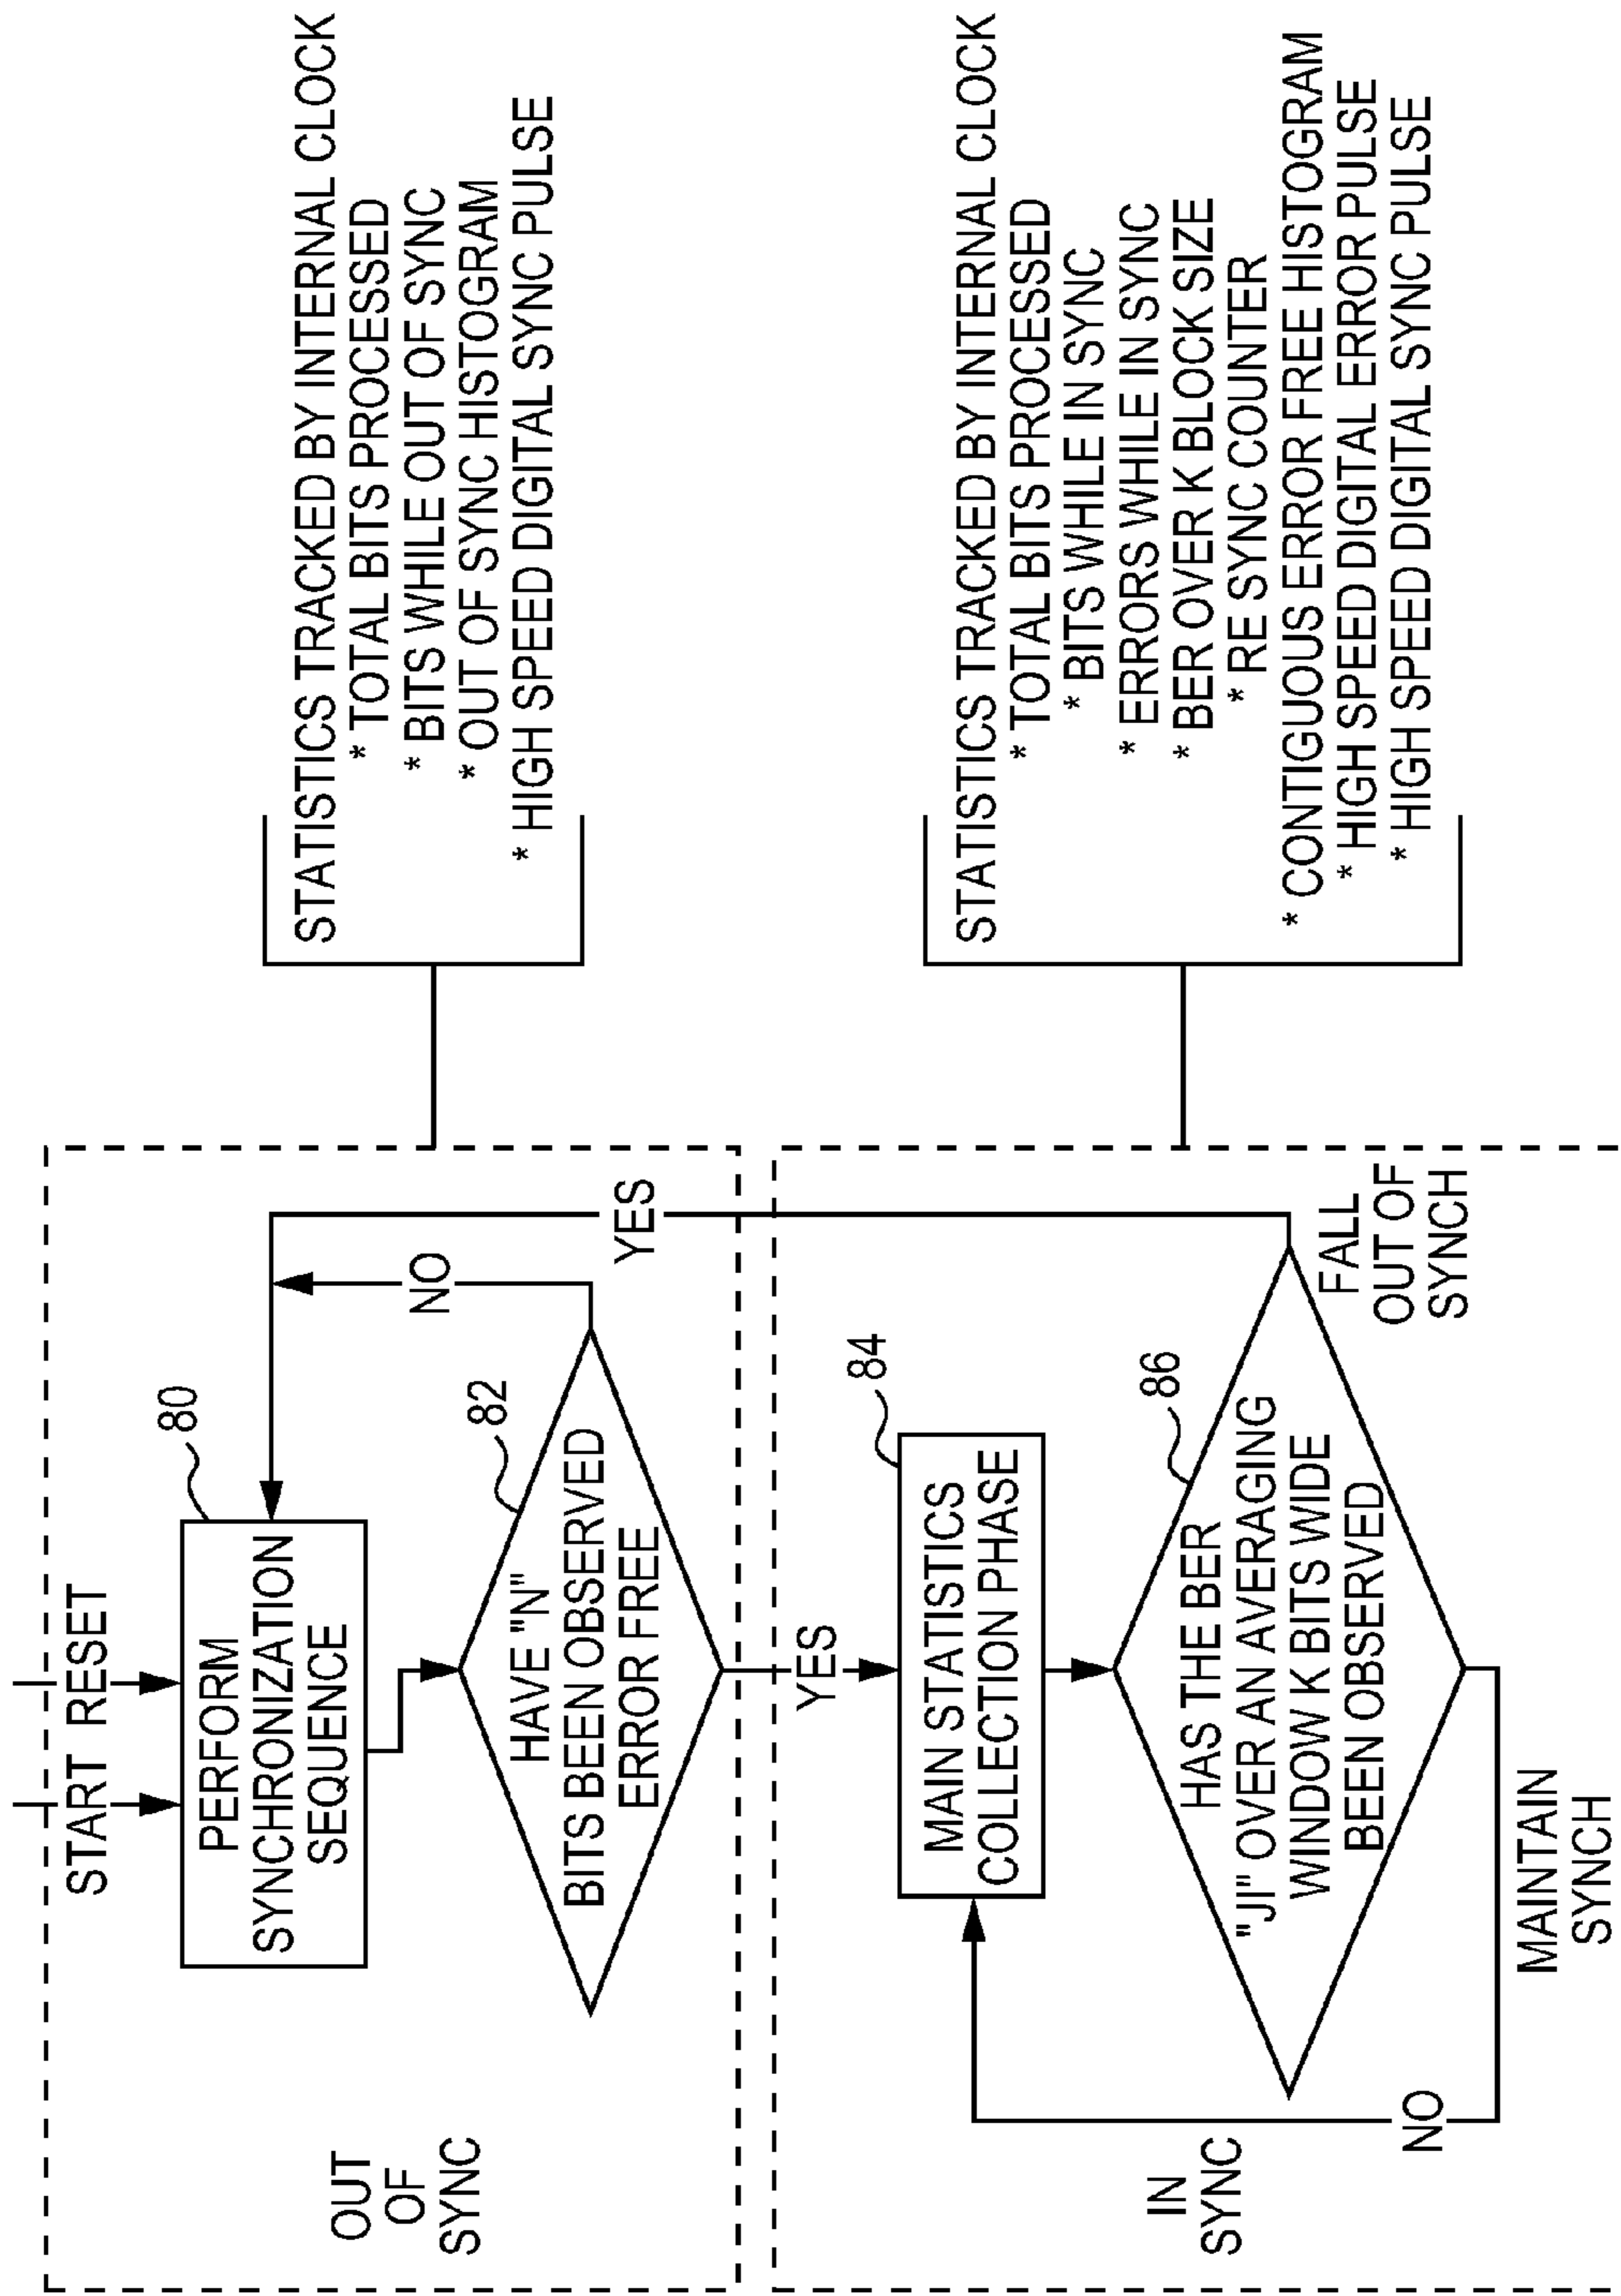 OUT
OF
SYNC
START
RESET
PERFORM
SYNCHRONIZATION
SEQUENCE
80
HAVE "N"
BITS BEEN OBSERVED
ERROR FREE
82
NO
YES
YES
STATISTICS TRACKED BY INTERNAL CLOCK
* TOTAL BITS PROCESSED
* BITS WHILE OUT OF SYNC
* OUT OF SYNC HISTOGRAM
* HIGH SPEED DIGITAL SYNC PULSE
IN
SYNC
MAIN STATISTICS
COLLECTION PHASE
84
HAS THE BER
"JI" OVER AN AVERAGING
WINDOW K BITS WIDE
BEEN OBSERVED
86
FALL
OUT OF
SYNCH
NO
MAINTAIN
SYNCH
STATISTICS TRACKED BY INTERNAL CLOCK
* TOTAL BITS PROCESSED
* BITS WHILE IN SYNC
* ERRORS WHILE IN SYNC
* BER OVER K BLOCK SIZE
* RE SYNC COUNTER
* CONTIGUOUS ERROR FREE HISTOGRAM
* HIGH SPEED DIGITAL ERROR PULSE
* HIGH SPEED DIGITAL SYNC PULSE